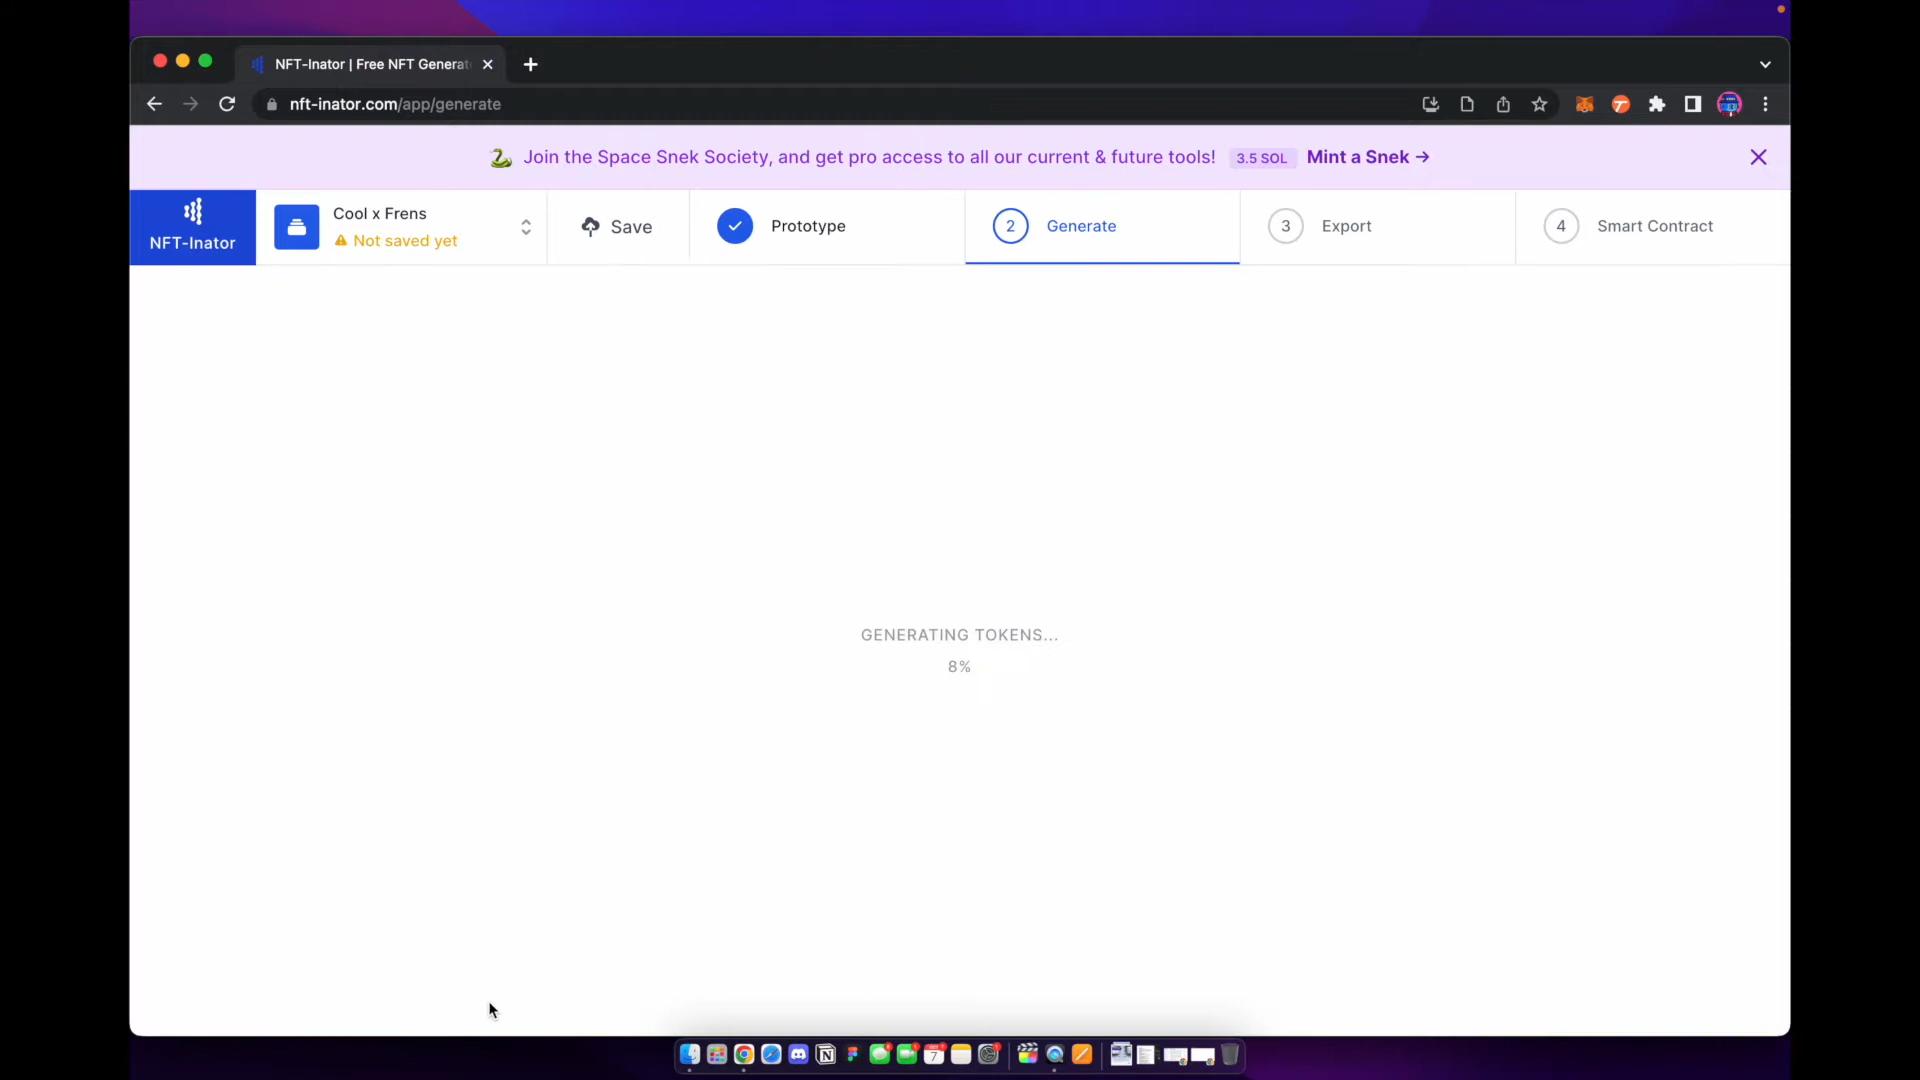 NFT-Inator | Free NFT Generat
nft-inator.com/app/generate
Join the Space Snek Society, and get pro access to all our current & future tools! 3.5 SOL Mint a Snek →
NFT-Inator
Cool x Frens
Not saved yet
Save
Prototype
2 Generate
3 Export
4 Smart Contract
GENERATING TOKENS...
8%
7